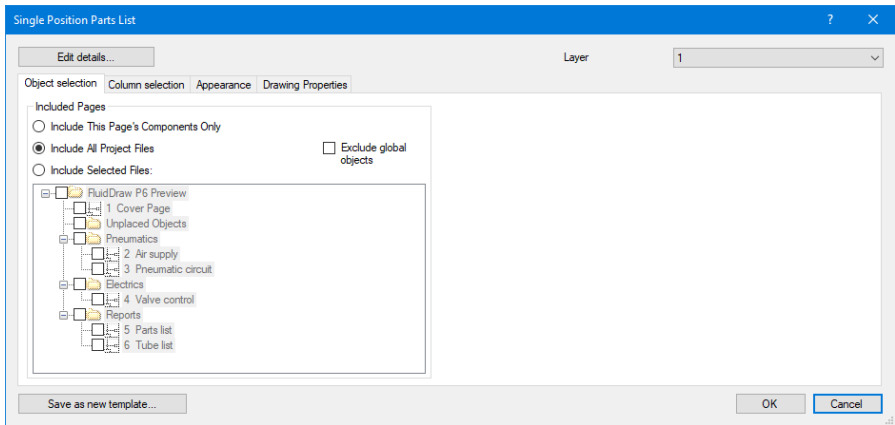 Single Position Parts List
Edit details...
Layer
1
Object selection
Column selection
Appearance
Drawing Properties
Included Pages
Include This Page's Components Only
Include All Project Files
Exclude global
objects
Include Selected Files:
FluidDraw P6 Preview
1 Cover Page
Unplaced Objects
Pneumatics
2 Air supply
3 Pneumatic circuit
Electrics
4 Valve control
Reports
5 Parts list
6 Tube list
Save as new template...
OK
Cancel